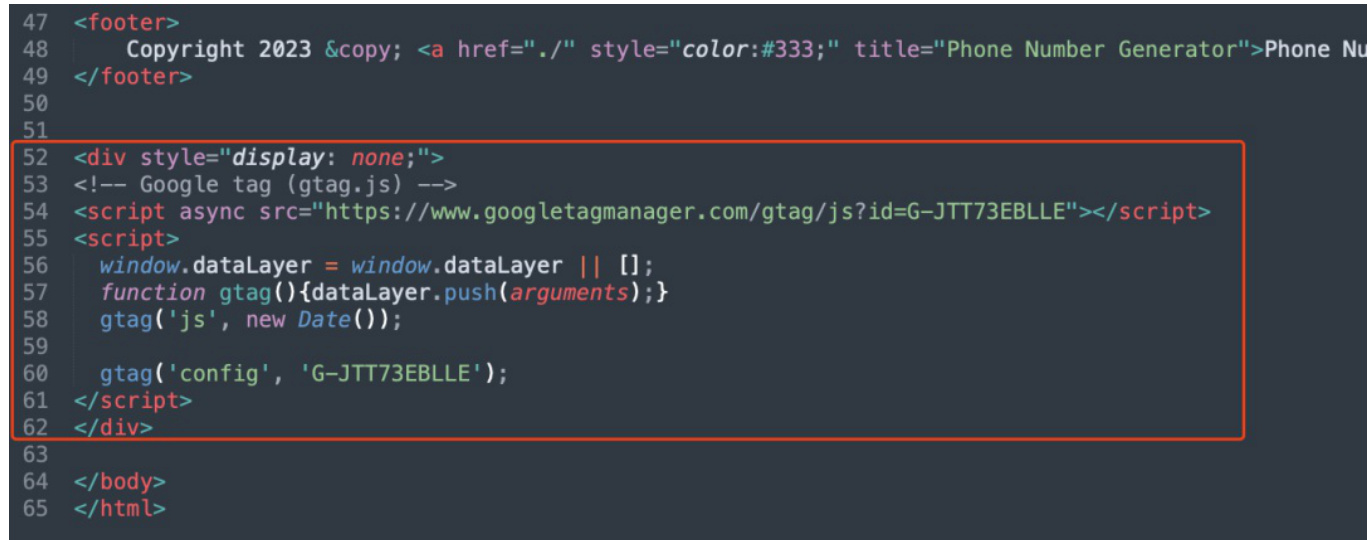 47 <footer>
48 Copyright 2023 &copy; <a href="./" style="color:#333;" title="Phone Number Generator">Phone Nu
49 </footer>
50
51
52 <div style="display: none;">
53 <!-- Google tag (gtag.js) -->
54 <script async src="https://www.googletagmanager.com/gtag/js?id=G-JTT73EBLLE"></script>
55 <script>
56 window.dataLayer = window.dataLayer || [];
57 function gtag(){dataLayer.push(arguments);}
58 gtag('js', new Date());
59
60 gtag('config', 'G-JTT73EBLLE');
61 </script>
62 </div>
63
64 </body>
65 </html>